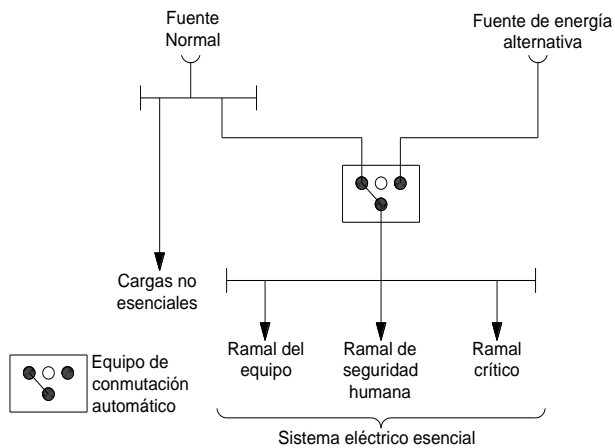 Fuente
Normal
Fuente de energía
alternativa
Cargas no
esenciales
Ramal del
equipo
Ramal de
seguridad
humana
Ramal
crítico
Equipo de
conmutación
automático
Sistema eléctrico esencial